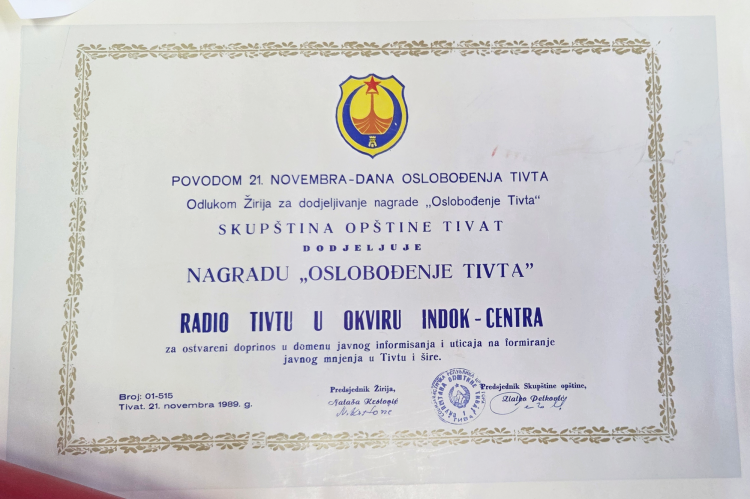 POVODOM 21. NOVEMBRA-DANA OSLOBOĐENJA TIVTA
Odlukom Žirija za dodjeljivanje nagrade „Oslobođenje Tivta“
SKUPŠTINA OPŠTINE TIVAT
DODJELJUJE
NAGRADU „OSLOBOĐENJE TIVTA”
RADIO TIVTU U OKVIRU INDOK-CENTRA
za ostvareni doprinos u domenu javnog informisanja i uticaja na formiranje
javnog mnjenja u Tivtu i šire.
Broj: 01-515
Tivat. 21. novembra 1989. g.
Predsjednik Žirija,
Nataša Krstović
Predsjednik Skupštine opštine,
Zlatko